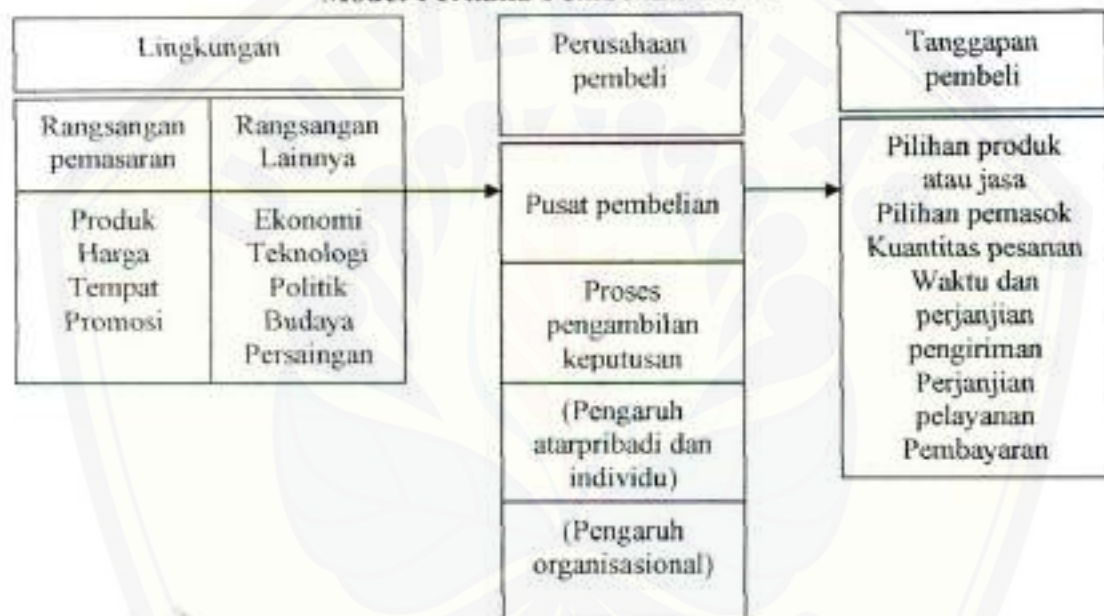 Lingkungan
Rangsangan
pemasaran
Produk
Harga
Tempat
Promosi
Rangsangan
Lainnya
Ekonomi
Teknologi
Politik
Budaya
Persaingan
Perusahaan
pembeli
Pusat pembelian
Proses
pengambilan
keputusan
(Pengaruh
atarpribadi dan
individu)
(Pengaruh
organisasional)
Tanggapan
pembeli
Pilihan produk
atau jasa
Pilihan pemasok
Kuantitas pesanan
Waktu dan
perjanjian
pengiriman
Perjanjian
pelayanan
Pembayaran